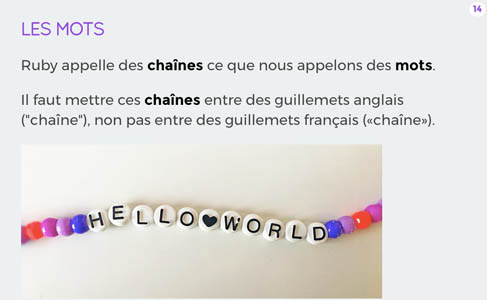 14
LES MOTS
Ruby appelle des chaînes ce que nous appelons des mots.
Il faut mettre ces chaînes entre des guillemets anglais
("chaîne"), non pas entre des guillemets français («chaîne»).
HELLO♥WORLD